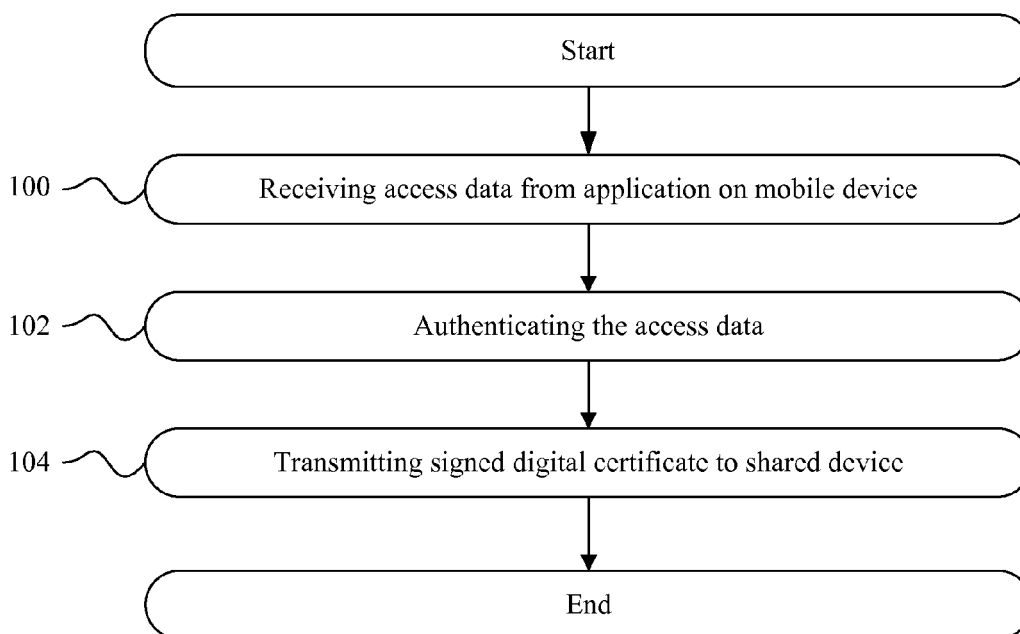 Start
100
Receiving access data from application on mobile device
102
Authenticating the access data
104
Transmitting signed digital certificate to shared device
End